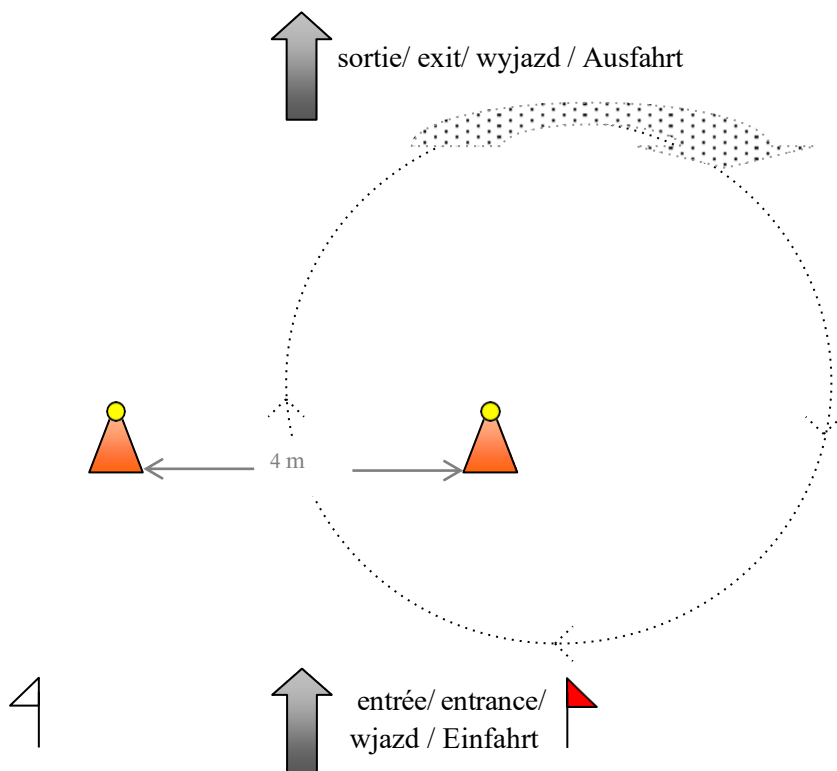 sortie/ exit/ wyjazd / Ausfahrt
4 m
entrée/ entrance/
wjazd / Einfahrt